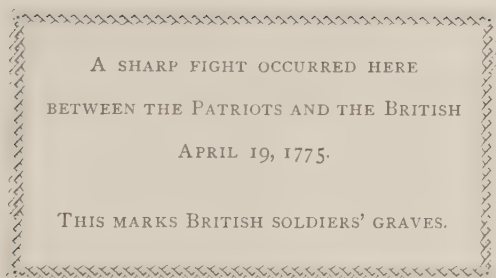 A SHARP FIGHT OCCURRED HERE
BETWEEN THE PATRIOTS AND THE BRITISH
APRIL 19, 1775.
THIS MARKS BRITISH SOLDIERS' GRAVES.